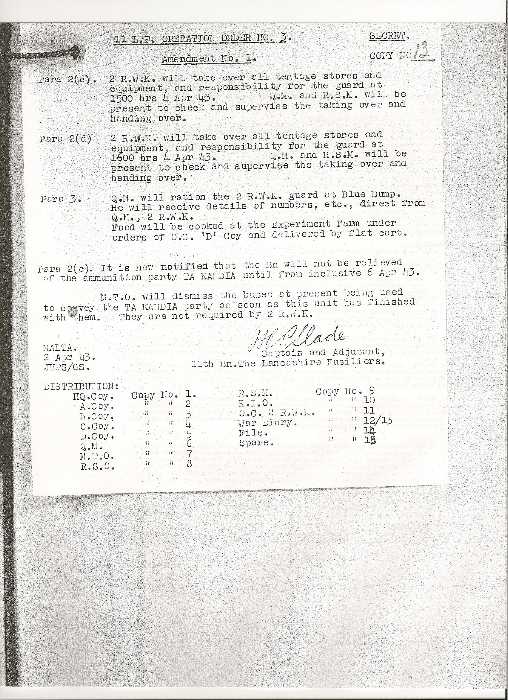 11 L.F. OPERATION ORDER NO. 3. SECRET.
Amendment No. 1. COPY NO 13
Para 2(c). 2 R.W.K. will take over all tentage stores and
equipment, and responsibility for the guard at
1500 hrs 4 Apr 43. Q.M. and R.S.M. will be
present to check and supervise the taking over and
handing over.
Para 2(d) 2 R.W.K. will take over all tentage stores and
equipment, and responsibility for the guard at
1600 hrs 4 Apr 43. Q.M. and R.S.M. will be
present to check and supervise the taking over and
handing over.
Para 3. Q.M. will ration the 2 R.W.K. guard at Blue Dump.
He will receive details of numbers, etc., direct from
Q.M., 2 R.W.K.
Food will be cooked at the Experiment Farm under
orders of O.C. 'D' Coy and delivered by flat cart.
Para 2(e). It is now notified that the Bn will not be relieved
of the ammunition party TA KANDIA until from inclusive 6 Apr 43.
M.T.O. will dismiss the buses at present being used
to convey the TA KANDIA party as soon as this unit has finished
with them. They are not required by 2 R.W.K.
MALTA. Captain and Adjutant,
2 Apr 43. 11th Bn.The Lancashire Fusiliers.
DISTRIBUTION:
HQ.Coy. Copy No. 1. R.S.M. Copy No. 9
A.Coy. " " 2 " " 10
B.Coy. " " 3 O.C. 2 R.W.K. " " 11
C.Coy. " " 4 War Diary. " " 12/13
D.Coy. " " 5 File. " " 14
Q.M. " " 6 Spare. " " 15
M.T.O. " " 7
R.S.O. " " 8